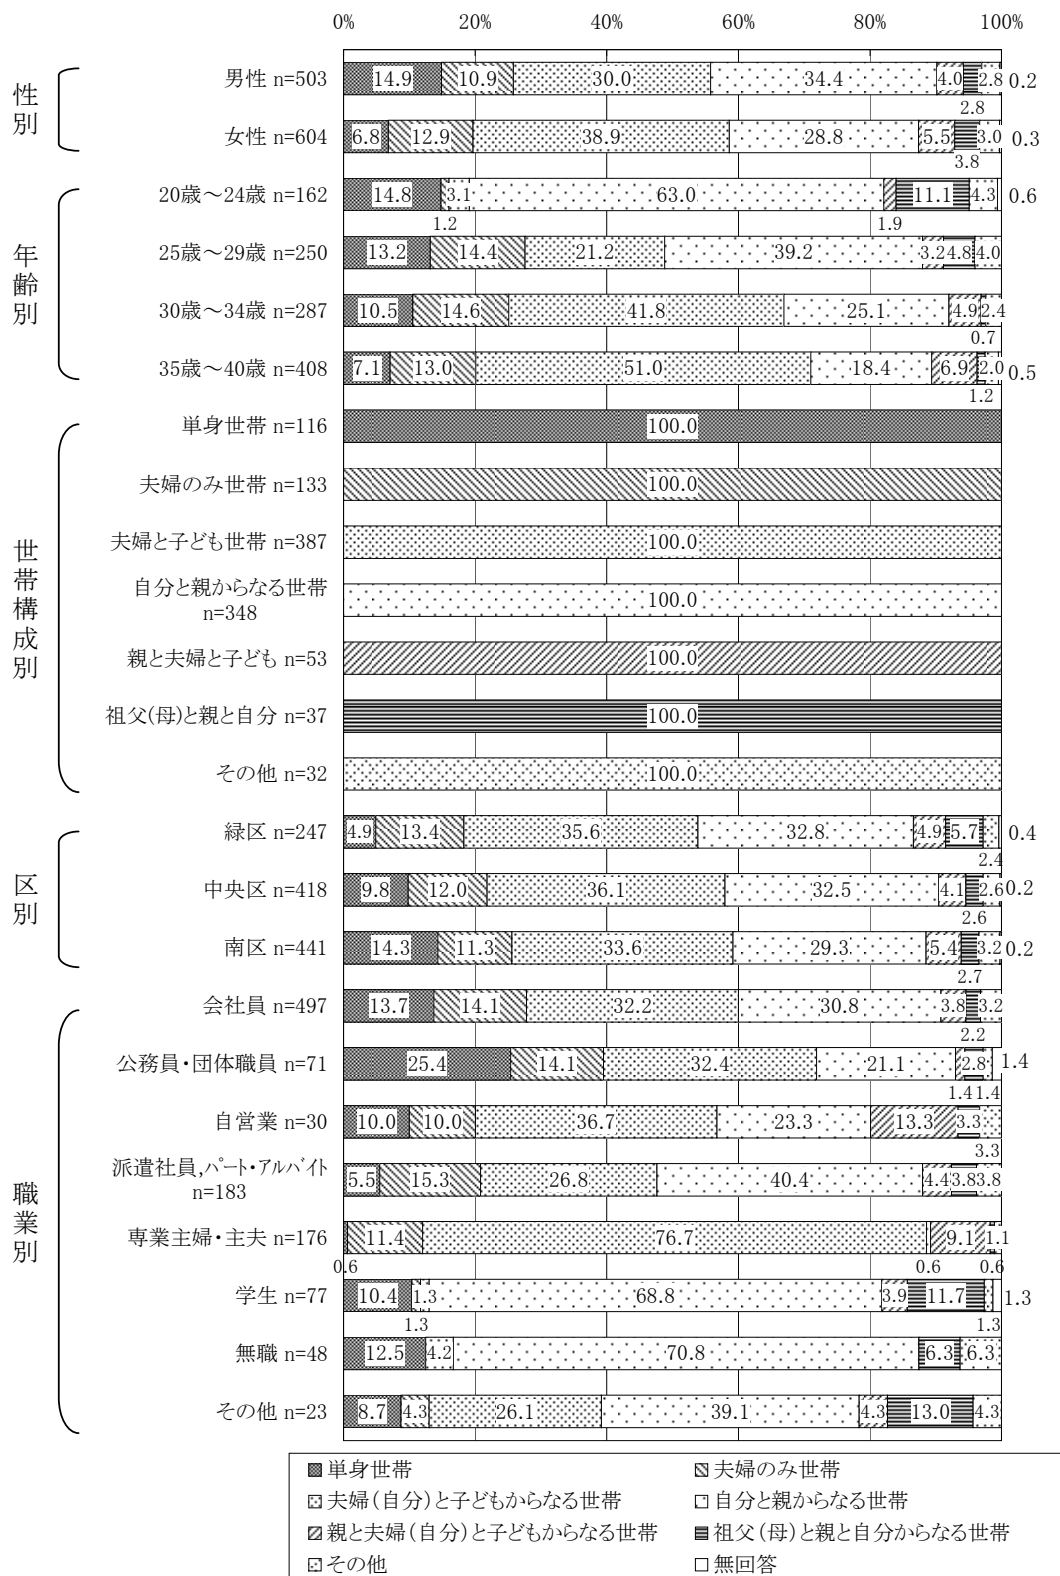 0% 20% 40% 60% 80% 100%
性別
男性 n=503 14.9 10.9 30.0 34.4 4.0 2.8 0.2
2.8
女性 n=604 6.8 12.9 38.9 28.8 5.5 3.0 0.3
3.8
年齢別
20歳～24歳 n=162 14.8 3.1 63.0 11.1 4.3 0.6
1.2 1.9
25歳～29歳 n=250 13.2 14.4 21.2 39.2 3.2 4.8 4.0
30歳～34歳 n=287 10.5 14.6 41.8 25.1 4.9 2.4
0.7
35歳～40歳 n=408 7.1 13.0 51.0 18.4 6.9 2.0 0.5
1.2
世帯構成別
単身世帯 n=116 100.0
夫婦のみ世帯 n=133 100.0
夫婦と子ども世帯 n=387 100.0
自分と親からなる世帯
n=348 100.0
親と夫婦と子ども n=53 100.0
祖父(母)と親と自分 n=37 100.0
その他 n=32 100.0
区別
緑区 n=247 4.9 13.4 35.6 32.8 4.9 5.7 0.4
2.4
中央区 n=418 9.8 12.0 36.1 32.5 4.1 2.6 0.2
2.6
南区 n=441 14.3 11.3 33.6 29.3 5.4 3.2 0.2
2.7
職業別
会社員 n=497 13.7 14.1 32.2 30.8 3.8 3.2
2.2
公務員・団体職員 n=71 25.4 14.1 32.4 21.1 2.8 1.4
1.4 1.4
自営業 n=30 10.0 10.0 36.7 23.3 13.3 3.3
3.3
派遣社員,パート・アルバイト
n=183 5.5 15.3 26.8 40.4 4.4 3.8 3.8
専業主婦・主夫 n=176 11.4 76.7 9.1 1.1
0.6 0.6 0.6
学生 n=77 10.4 1.3 68.8 3.9 11.7 1.3
1.3 1.3
無職 n=48 12.5 4.2 70.8 6.3 6.3
その他 n=23 8.7 4.3 26.1 39.1 4.3 13.0 4.3
単身世帯 夫婦のみ世帯
夫婦(自分)と子どもからなる世帯 自分と親からなる世帯
親と夫婦(自分)と子どもからなる世帯 祖父(母)と親と自分からなる世帯
その他 無回答